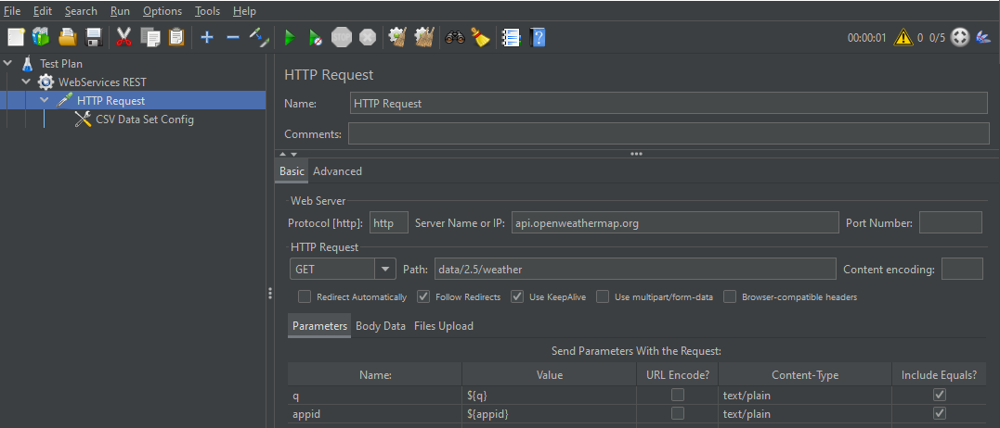 File Edit Search Run Options Tools Help
00:00:01 0 0/5
Test Plan
WebServices REST
HTTP Request
CSV Data Set Config
HTTP Request
Name: HTTP Request
Comments:
Basic Advanced
Web Server
Protocol [http]: http Server Name or IP: api.openweathermap.org Port Number:
HTTP Request
GET Path: data/2.5/weather Content encoding:
Redirect Automatically Follow Redirects Use KeepAlive Use multipart/form-data Browser-compatible headers
Parameters Body Data Files Upload
Send Parameters With the Request:
Name: Value URL Encode? Content-Type Include Equals?
q ${q} text/plain
appid ${appid} text/plain